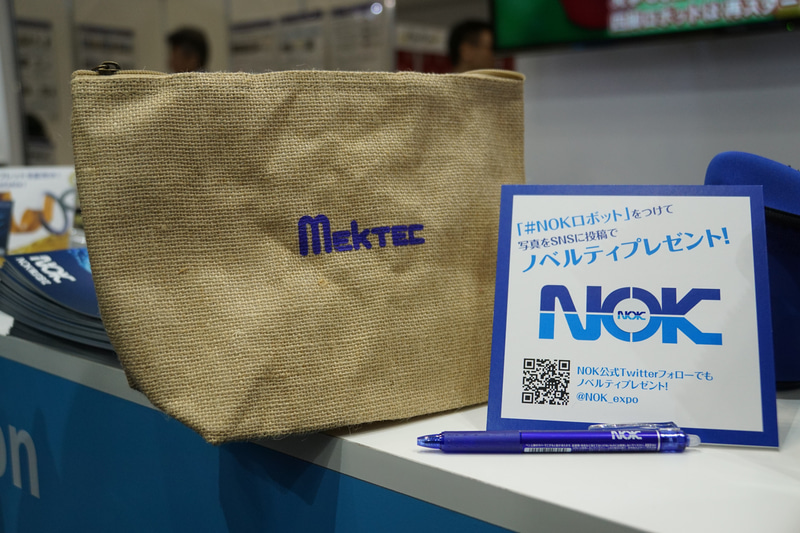 MEKTEC
「#NOKロボット」をつけて
写真をSNSに投稿で
ノベルティプレゼント!
NOK
NOK
NOK公式Twitterフォローでも
ノベルティプレゼント!
@NOK_expo
NOK
NOK
on